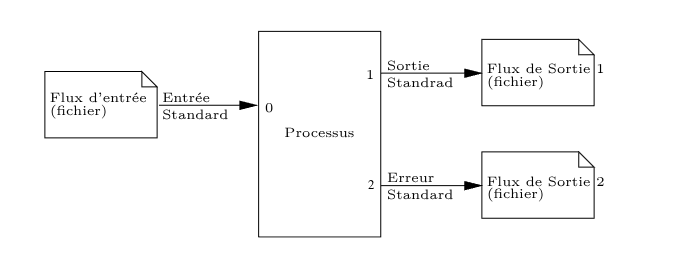 Flux d'entrée
(fichier)
Entrée
Standard
0
Processus
1
Sortie
Standrad
Flux de Sortie 1
(fichier)
2
Erreur
Standard
Flux de Sortie 2
(fichier)